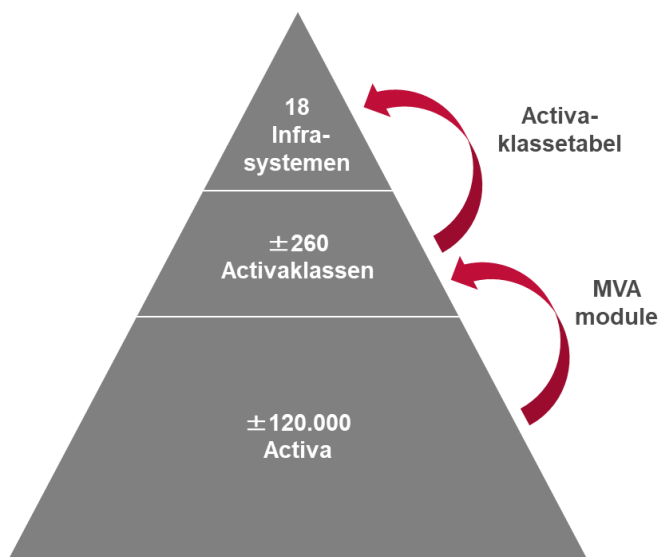 18
Infra-
systemen
Activa-
klassetabel
±260
Activaklassen
MVA
module
±120.000
Activa